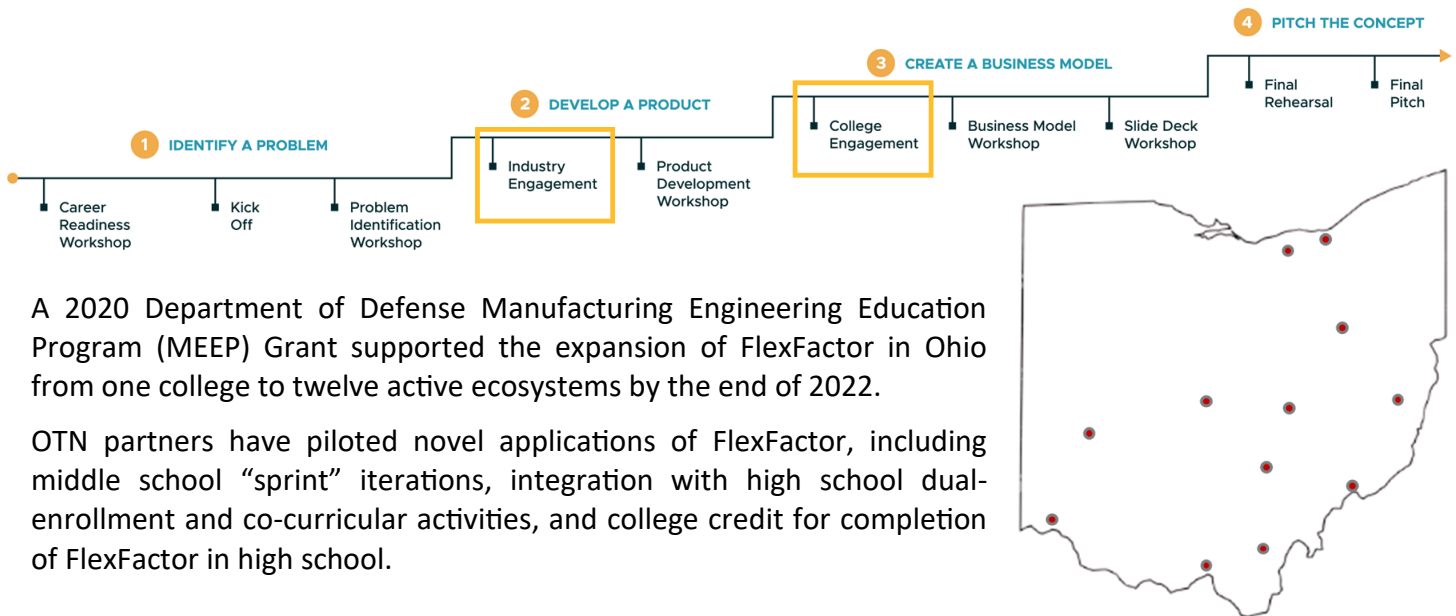 1 IDENTIFY A PROBLEM
Career
Readiness
Workshop
Kick
Off
Problem
Identification
Workshop
2 DEVELOP A PRODUCT
Industry
Engagement
Product
Development
Workshop
3 CREATE A BUSINESS MODEL
College
Engagement
Business Model
Workshop
Slide Deck
Workshop
4 PITCH THE CONCEPT
Final
Rehearsal
Final
Pitch
A 2020 Department of Defense Manufacturing Engineering Education
Program (MEEP) Grant supported the expansion of FlexFactor in Ohio
from one college to twelve active ecosystems by the end of 2022.
OTN partners have piloted novel applications of FlexFactor, including
middle school “sprint” iterations, integration with high school dual-
enrollment and co-curricular activities, and college credit for completion
of FlexFactor in high school.